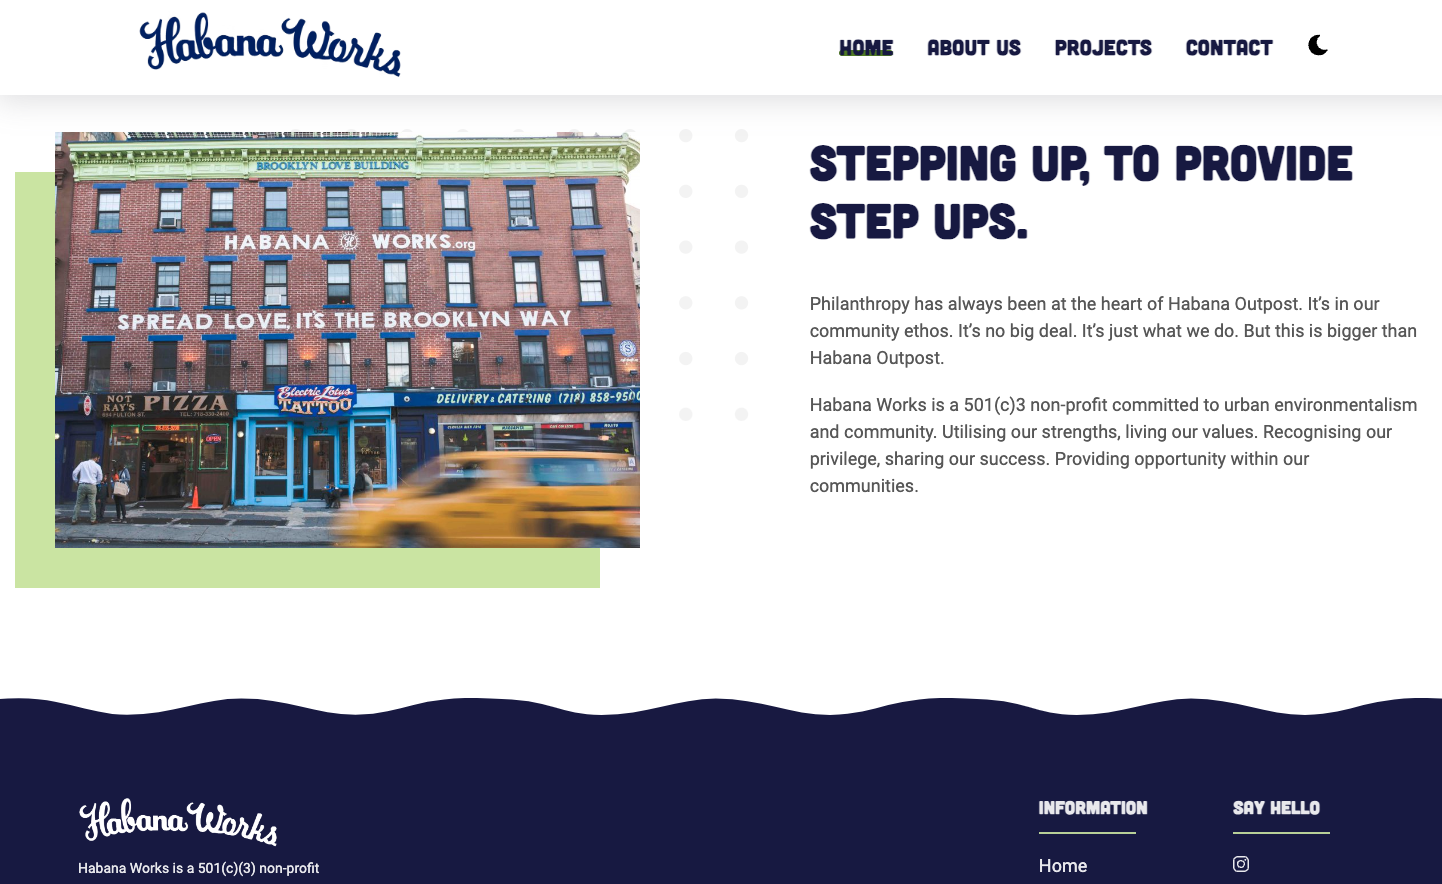 Habana Works
HOME
ABOUT US
PROJECTS
CONTACT
BROOKLYN LOVE BUILDING
HABANA WORKS.org
SPREAD LOVE IT'S THE BROOKLYN WAY
NOT RAY'S PIZZA
Electric Lotus
TATTOO
DELIVERY & CATERING (718) 858-950
OPEN
STEPPING UP, TO PROVIDE
STEP UPS.
Philanthropy has always been at the heart of Habana Outpost. It’s in our
community ethos. It’s no big deal. It’s just what we do. But this is bigger than
Habana Outpost.
Habana Works is a 501(c)3 non-profit committed to urban environmentalism
and community. Utilising our strengths, living our values. Recognising our
privilege, sharing our success. Providing opportunity within our
communities.
Habana Works
Habana Works is a 501(c)(3) non-profit
INFORMATION
Home
SAY HELLO